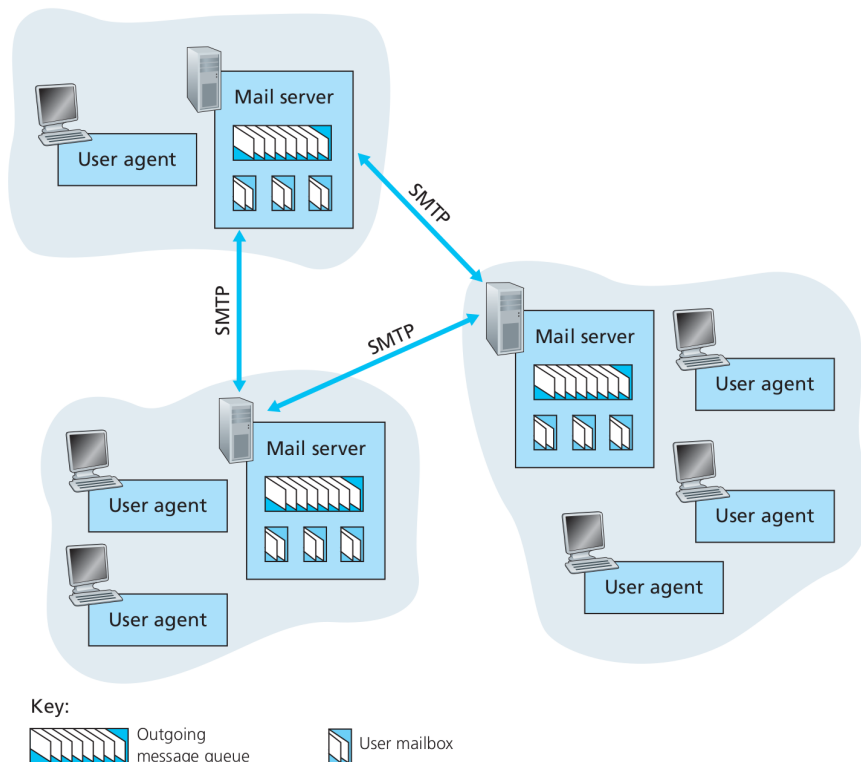 Mail server
User agent
SMTP
SMTP
SMTP
Mail server
User agent
User agent
User agent
Mail server
User agent
User agent
Key:
Outgoing
message queue
User mailbox